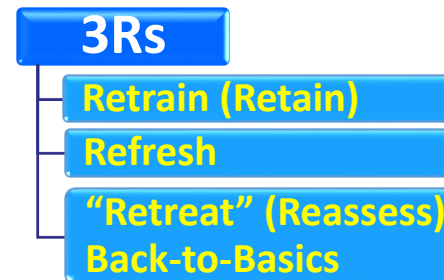 3Rs
Retrain (Retain)
Refresh
“Retreat” (Reassess)
Back-to-Basics